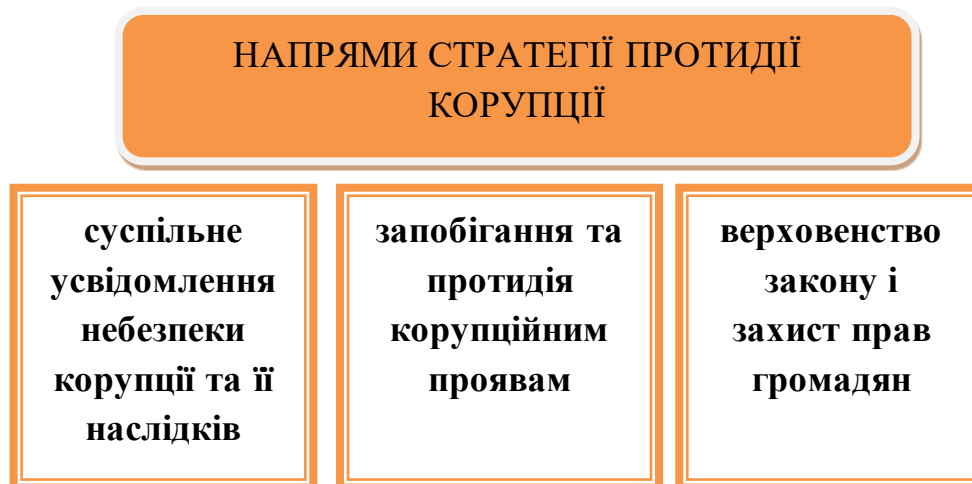 НАПРЯМИ СТРАТЕГІЇ ПРОТИДІЇ
КОРУПЦІЇ
суспільне
усвідомлення
небезпеки
корупції та її
наслідків
запобігання та
протидія
корупційним
проявам
верховенство
закону і
захист прав
громадян